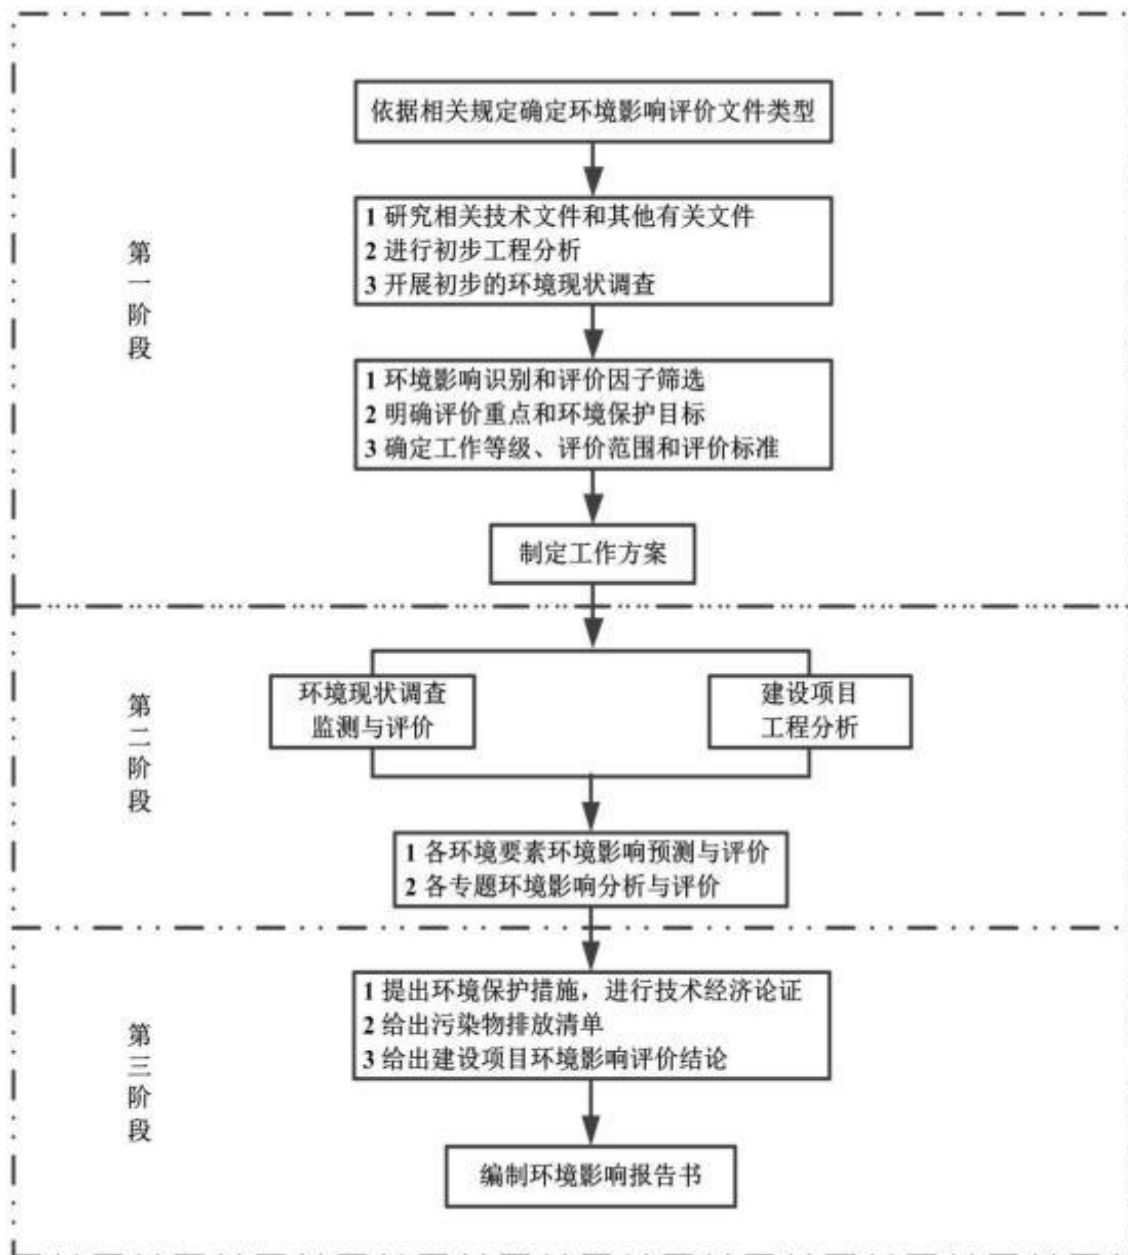 依据相关规定确定环境影响评价文件类型
第一阶段
1 研究相关技术文件和其他有关文件
2 进行初步工程分析
3 开展初步的环境现状调查
1 环境影响识别和评价因子筛选
2 明确评价重点和环境保护目标
3 确定工作等级、评价范围和评价标准
制定工作方案
第二阶段
环境现状调查
监测与评价
建设项目
工程分析
1 各环境要素环境影响预测与评价
2 各专题环境影响分析与评价
第三阶段
1 提出环境保护措施，进行技术经济论证
2 给出污染物排放清单
3 给出建设项目环境影响评价结论
编制环境影响报告书